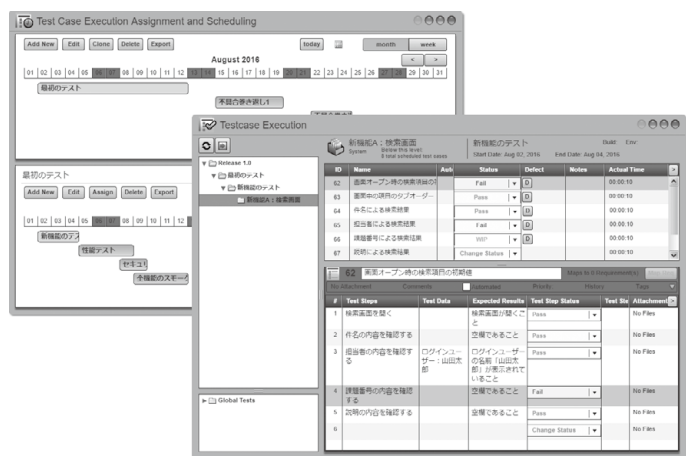 Test Case Execution Assignment and Scheduling
Add New Edit Clone Delete Export today month week
August 2016 < >
01 02 03 04 05 06 07 08 09 10 11 12 13 14 15 16 17 18 19 20 21 22 23 24 25 26 27 28 29 30 31
最初のテスト
不具合巻き戻し1
最初のテスト
Add New Edit Assign Delete Export
01 02 03 04 05 06 07 08 09 10 11 12
新機能のテス
性能テスト
セキュリ
全機能のスモーク
Testcase Execution
Release 1.0
最初のテスト
新機能のテスト
新機能A：検索画面
Global Tests
新機能A：検索画面
System Below this level:
8 total scheduled test cases
新機能のテスト
Start Date: Aug 02, 2016 End Date: Aug 04, 2016
Build: Env:
ID Name Status Defect Notes Actual Time
62 画面オープン時の検索項目の Fail D 00:00:10
63 画面中の項目のタブオーダー Pass D 00:00:10
64 件名による検索結果 Pass D 00:00:10
65 担当者による検索結果 Fail D 00:00:10
66 課題番号による検索結果 WIP D 00:00:10
67 説明による検索結果 Change Status 00:00:10
62 画面オープン時の検索項目の初期値
No Attachment Comments Automated Priority History Tags
# Test Steps Test Data Expected Results Test Step Status Test Ste Attachment
1 検索画面を開く 検索画面が開くこと Pass No Files
2 件名の内容を確認する 空欄であること Pass No Files
3 担当者の内容を確認する ログインユーザー：山田太郎 ログインユーザーの名前「山田太郎」が表示されていること Pass No Files
4 課題番号の内容を確認する 空欄であること Fail No Files
5 説明の内容を確認する 空欄であること Pass No Files
6 Change Status No Files